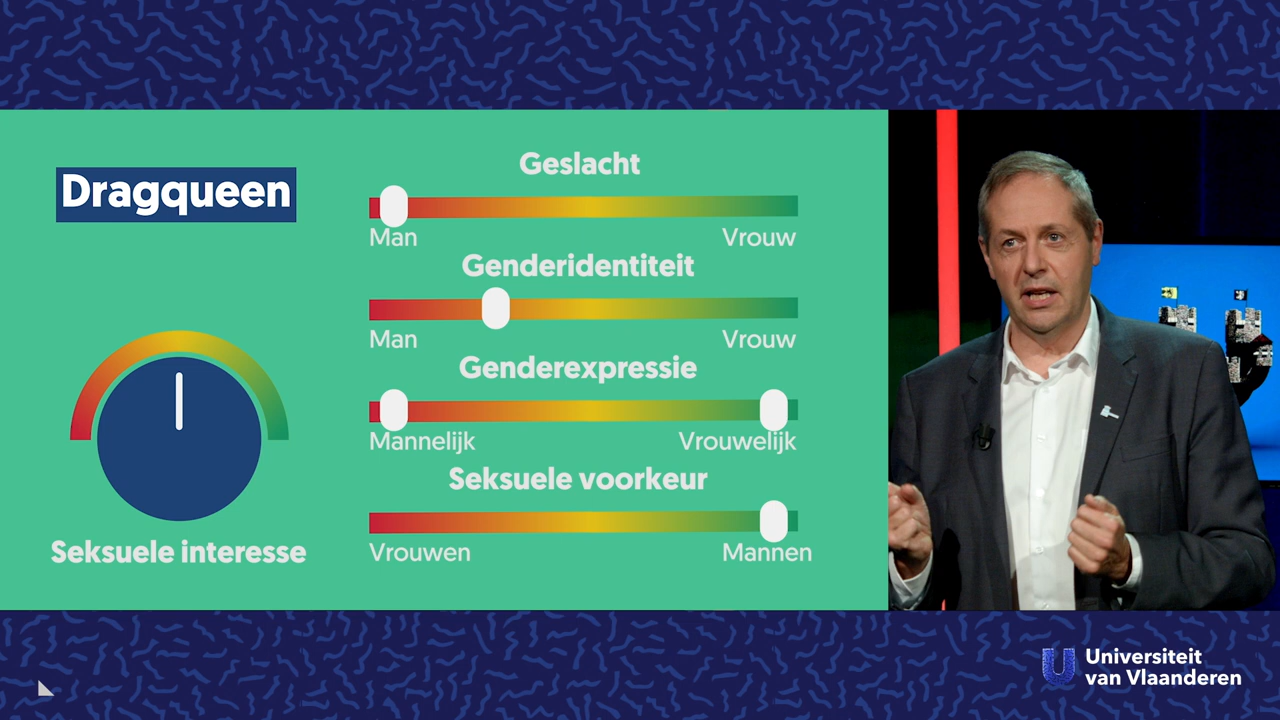 Dragqueen
Geslacht
Man
Vrouw
Genderidentiteit
Man
Vrouw
Genderexpressie
Mannelijk
Vrouwelijk
Seksuele voorkeur
Vrouwen
Mannen
Seksuele interesse
Universiteit
van Vlaanderen